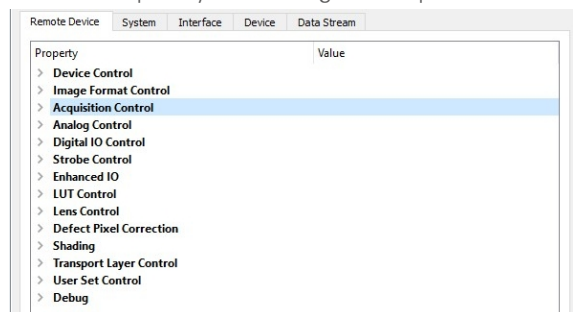 Remote Device System Interface Device Data Stream
Property Value
> Device Control
> Image Format Control
> Acquisition Control
> Analog Control
> Digital IO Control
> Strobe Control
> Enhanced IO
> LUT Control
> Lens Control
> Defect Pixel Correction
> Shading
> Transport Layer Control
> User Set Control
> Debug